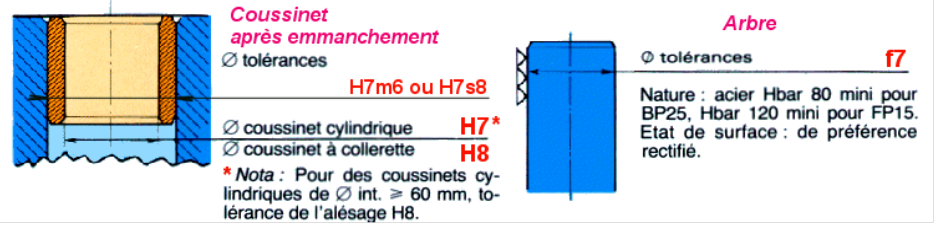 Coussinet
après emmanchement
Ø tolérances
H7m6 ou H7s8
Ø coussinet cylindrique H7*
Ø coussinet à collerette H8
* Nota : Pour des coussinets cy-
lindriques de Ø int. ≥ 60 mm, to-
lérance de l'alésage H8.
Arbre
Ø tolérances f7
Nature : acier Hbar 80 mini pour
BP25, Hbar 120 mini pour FP15.
Etat de surface : de préférence
rectifié.